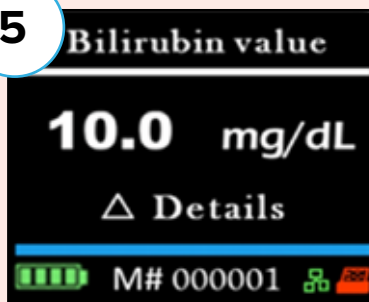 5
Bilirubin value
10.0 mg/dL
△ Details
M# 000001